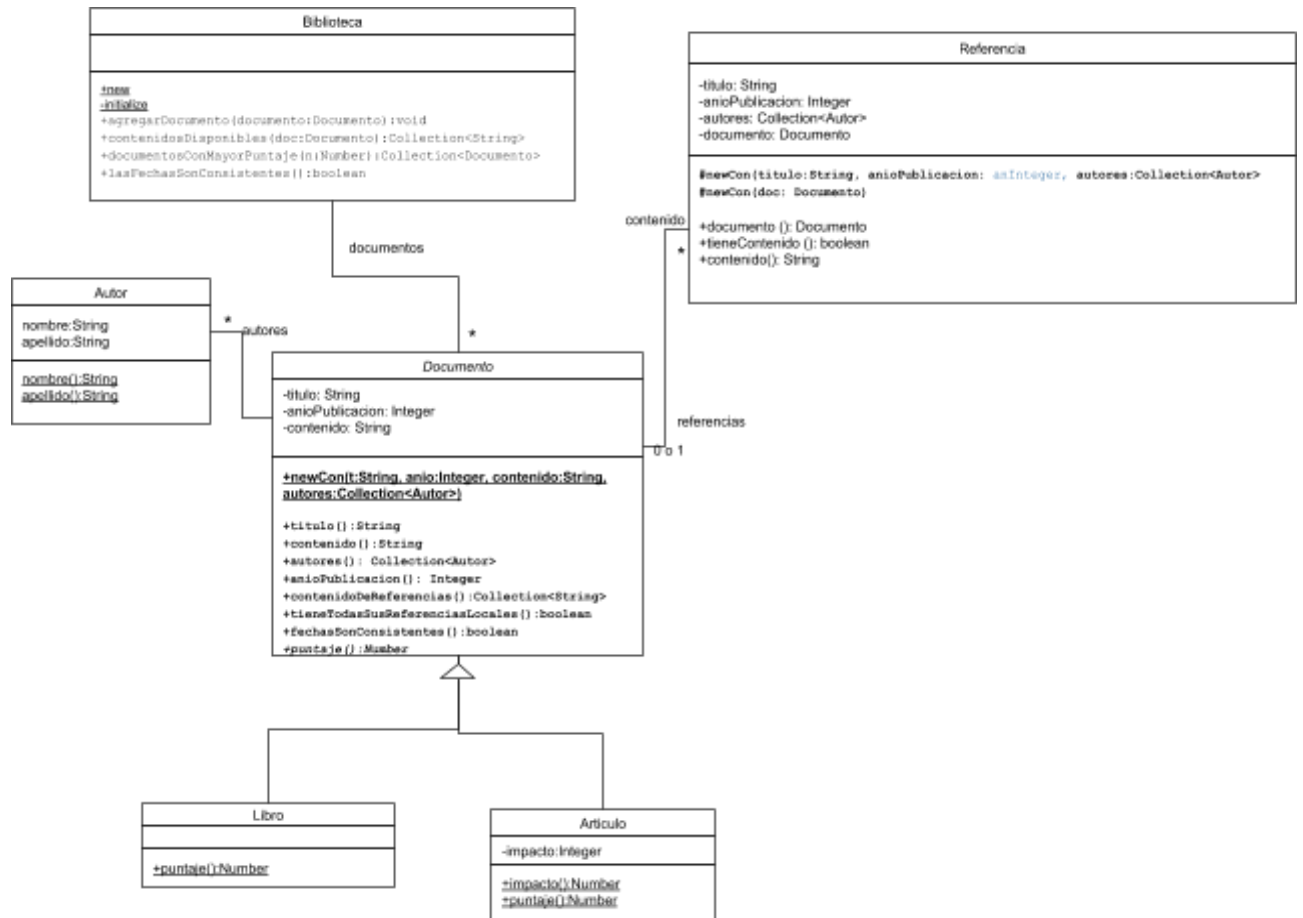 Biblioteca
+new
-initialize
+agregarDocumento(documento:Documento):void
+contenidosDisponibles(doc:Documento):Collection<String>
+documentosConMayorPuntaje(n:Number):Collection<Documento>
+lasFechasSonConsistentes():boolean
Referencia
-titulo: String
-anioPublicacion: Integer
-autores: Collection<Autor>
-documento: Documento
#newCon(titulo:String, anioPublicacion: anInteger, autores:Collection<Autor>
#newCon(doc: Documento)
+documento (): Documento
+tieneContenido (): boolean
+contenido(): String
contenido
*
documentos
*
Autor
nombre:String
apellido:String
nombre():String
apellido():String
*
autores
Documento
-titulo: String
-anioPublicacion: Integer
-contenido: String
+newCon(t:String, anio:Integer, contenido:String,
autores:Collection<Autor>)
+titulo():String
+contenido():String
+autores(): Collection<Autor>
+anioPublicacion(): Integer
+contenidoDeReferencias():Collection<String>
+tieneTodasSusReferenciasLocales():boolean
+fechasSonConsistentes():boolean
+puntaje():Number
referencias
0 o 1
Libro
+puntaje():Number
Articulo
-impacto:Integer
+impacto():Number
+puntaje():Number